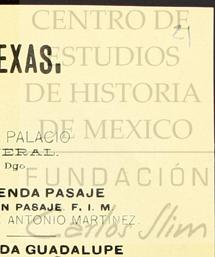 CENTRO DE
21
ESTUDIOS
EXAS.
DE HISTORIA
DE MEXICO
PALACIO
ERAL.
Dgo.
FUNDACIÓN
ENDA PASAJE
N PASAJE. F. I. M.
ANTONIO MARTINEZ.
Carlos Slim
DA GUADALUPE